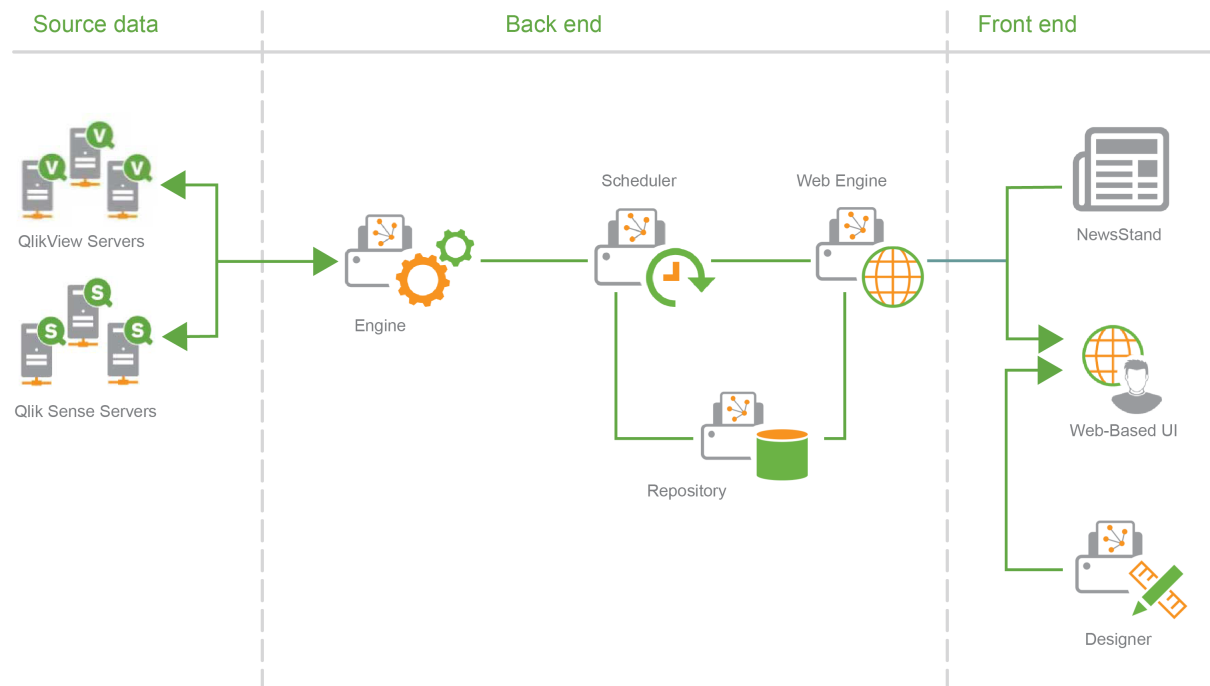 Source data
Back end
Front end
V
V
V
QlikView Servers
S
S
S
Qlik Sense Servers
Engine
Scheduler
Web Engine
Repository
NewsStand
Web-Based UI
Designer